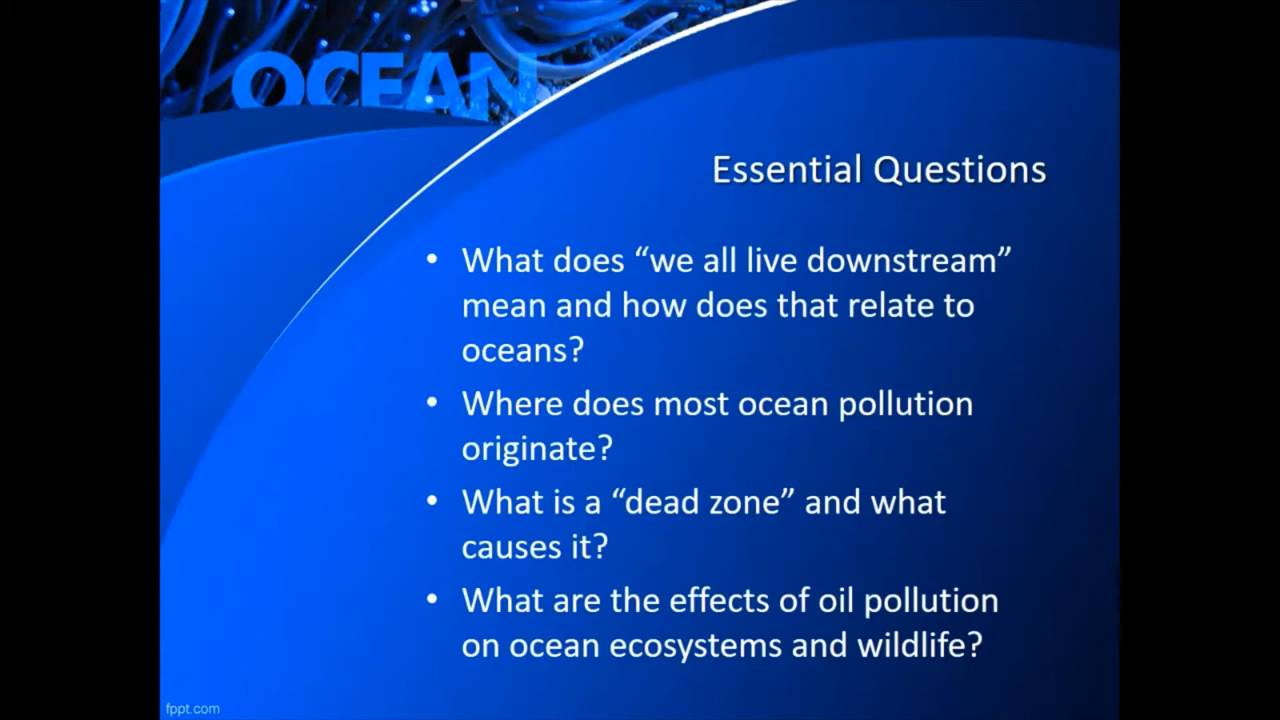 OCEAN
Essential Questions
• What does “we all live downstream”
mean and how does that relate to
oceans?
• Where does most ocean pollution
originate?
• What is a “dead zone” and what
causes it?
• What are the effects of oil pollution
on ocean ecosystems and wildlife?
fppt.com